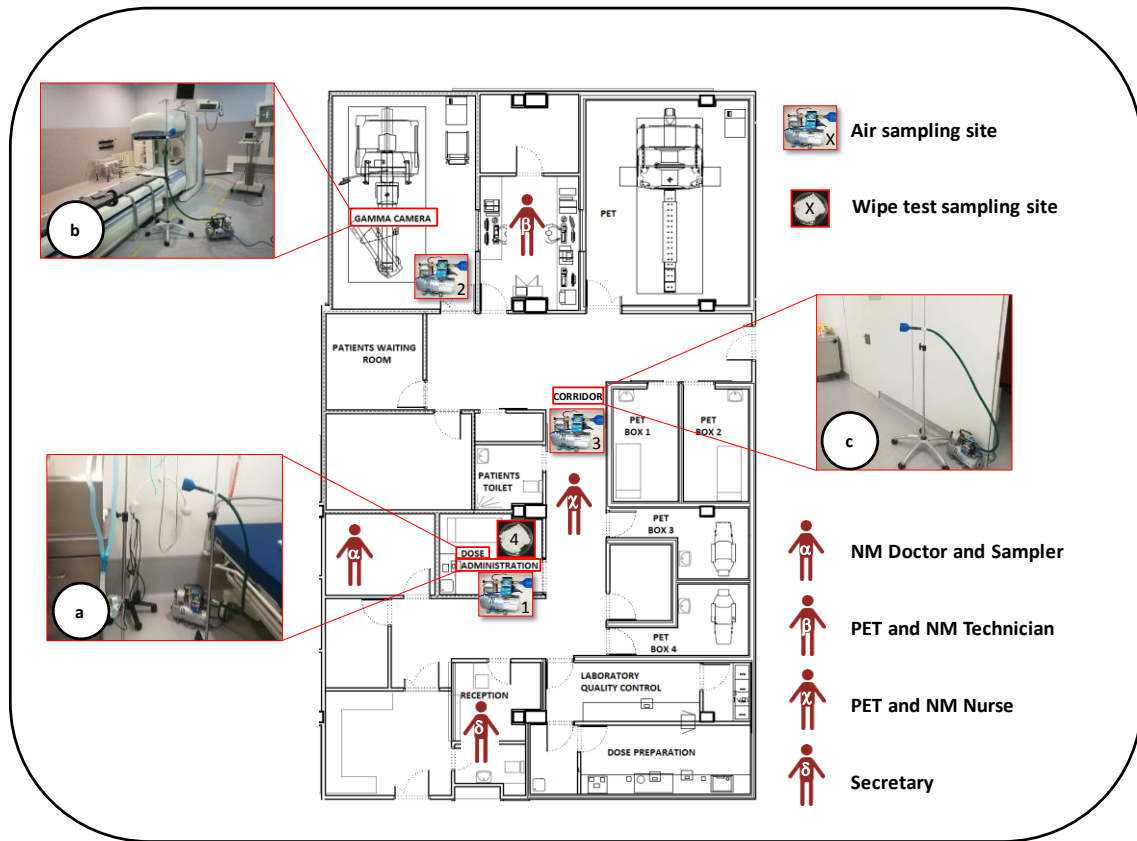 X
Air sampling site
X
Wipe test sampling site
b
GAMMA CAMERA
β
PET
2
PATIENTS WAITING
ROOM
CORRIDOR
3
PET
BOX 1
PET
BOX 2
c
PATIENTS
TOILET
χ
PET
BOX 3
α
4
DOSE
ADMINISTRATION
1
a
PET
BOX 4
α
NM Doctor and Sampler
β
PET and NM Technician
χ
PET and NM Nurse
δ
Secretary
RECEPTION
δ
LABORATORY
QUALITY CONTROL
DOSE PREPARATION